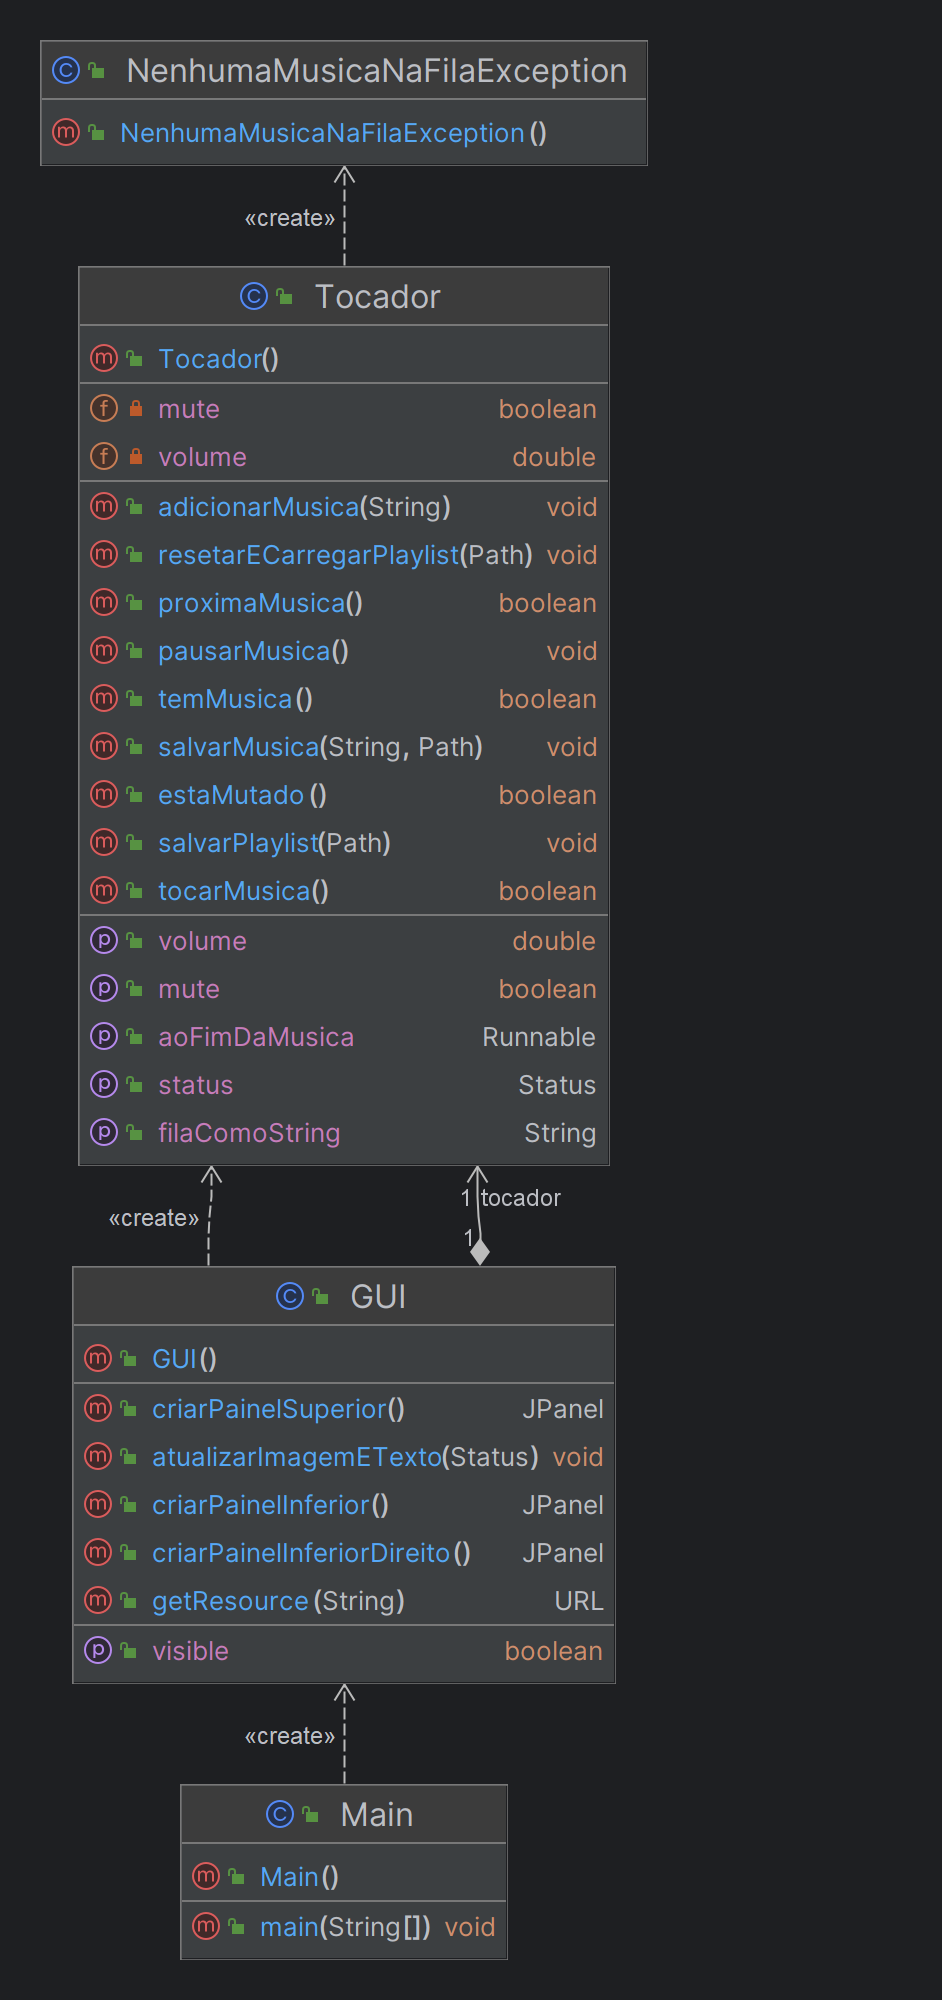 NenhumaMusicaNaFilaException
NenhumaMusicaNaFilaException()
«create»
Tocador
Tocador()
mute boolean
volume double
adicionarMusica(String) void
resetarECarregarPlaylist(Path) void
proximaMusica() boolean
pausarMusica() void
temMusica() boolean
salvarMusica(String, Path) void
estaMutado() boolean
salvarPlaylist(Path) void
tocarMusica() boolean
volume double
mute boolean
aoFimDaMusica Runnable
status Status
filaComoString String
1 tocador
«create»
1
GUI
GUI()
criarPainelSuperior() JPanel
atualizarImagemETexto(Status) void
criarPainelInferior() JPanel
criarPainelInferiorDireito() JPanel
getResource(String) URL
visible boolean
«create»
Main
Main()
main(String[]) void